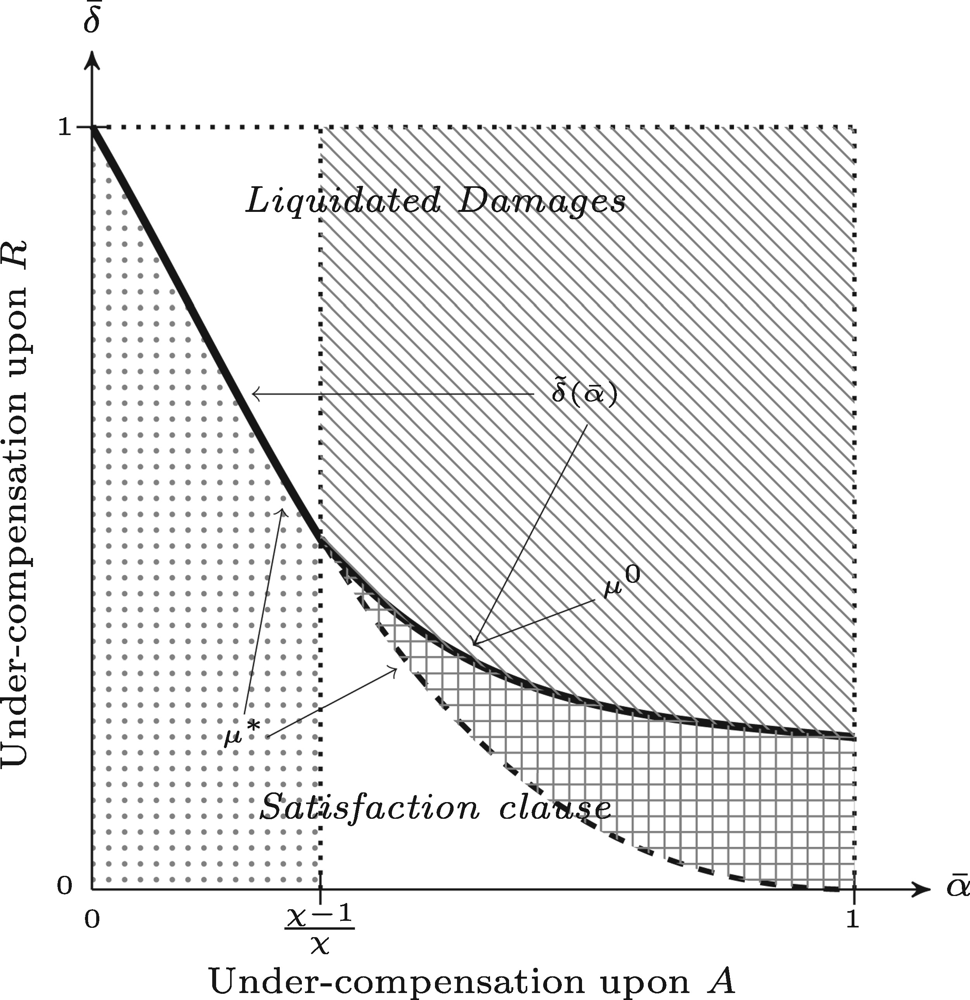 δ̄
1
Liquidated Damages
Under-compensation upon R
δ̃(ᾱ)
μ⁰
μ*
Satisfaction clause
0
ᾱ
0
χ−1
χ
1
Under-compensation upon A